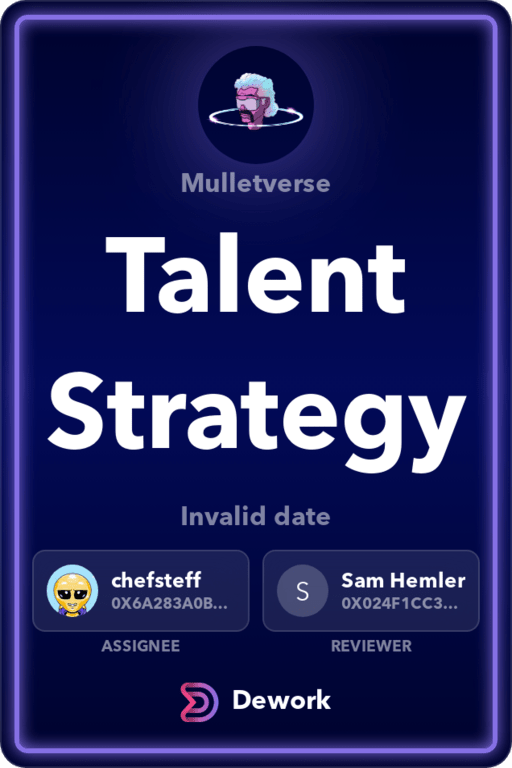 Mulletverse
Talent
Strategy
Invalid date
chefsteff
0X6A283A0B...
S
Sam Hemler
0X024F1CC3...
ASSIGNEE
REVIEWER
Dework